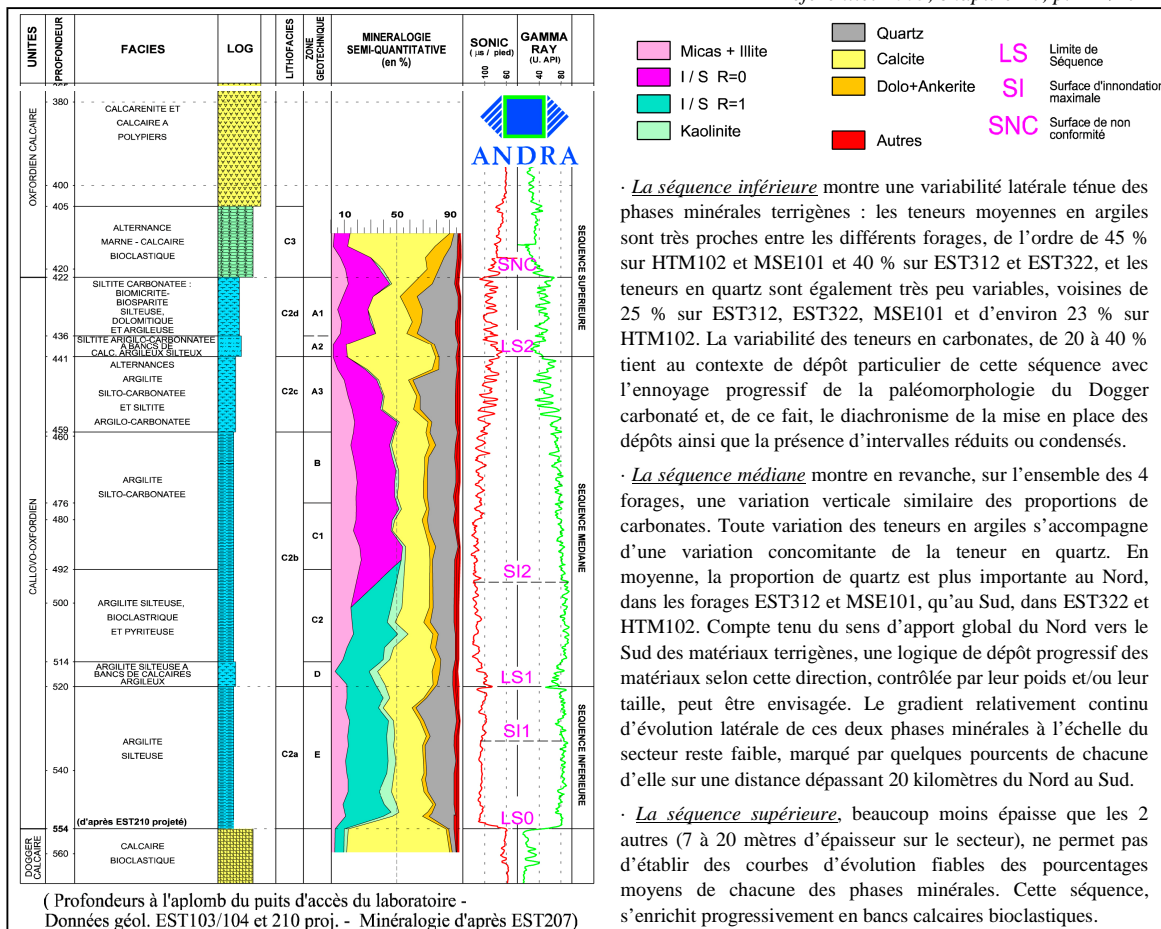 UNITES
PROFONDEUR
FACIES
LOG
LITHOFACIES
ZONE GEOTECHNIQUE
MINERALOGIE
SEMI-QUANTITATIVE
(en %)
SONIC
( µs / pied)
100 60
GAMMA
RAY
(U. API)
40 80
ANDRA
10 50 90
OXFORDIEN CALCAIRE
CALLOVO-OXFORDIEN
DOGGER CALCAIRE
380
400
405
420
422
436
441
459
460
476
480
492
500
514
520
540
554
560
CALCARENITE ET
CALCAIRE A
POLYPIERS
ALTERNANCE
MARNE - CALCAIRE
BIOCLASTIQUE
SILTITE CARBONATEE :
BIOMICRITE-
BIOSPARITE
SILTEUSE,
DOLOMITIQUE
ET ARGILEUSE
SILTITE ARIGILO-CARBONNATEE
A BANCS DE
CALC. ARGILEUX SILTEUX
ALTERNANCES
ARGILITE
SILTO-CARBONATEE
ET SILTITE
ARGILO-CARBONATEE
ARGILITE
SILTO-CARBONATEE
ARGILITE SILTEUSE,
BIOCLASTRIQUE
ET PYRITEUSE
ARGILITE SILTEUSE A
BANCS DE CALCAIRES
ARGILEUX
ARGILITE
SILTEUSE
(d'après EST210 projeté)
CALCAIRE
BIOCLASTIQUE
C3
C2d
C2c
C2b
C2a
A1
A2
A3
B
C1
C2
D
E
SNC
LS2
SI2
LS1
SI1
LS0
SEQUENCE SUPERIEURE
SEQUENCE MEDIANE
SEQUENCE INFERIEURE
( Profondeurs à l'aplomb du puits d'accès du laboratoire -
Données géol. EST103/104 et 210 proj. - Minéralogie d'après EST207)
Micas + Illite
I / S R=0
I / S R=1
Kaolinite
Quartz
Calcite
Dolo+Ankerite
Autres
LS Limite de
Séquence
SI Surface d'innondation
maximale
SNC Surface de non
conformité
· La séquence inférieure montre une variabilité latérale ténue des
phases minérales terrigènes : les teneurs moyennes en argiles
sont très proches entre les différents forages, de l'ordre de 45 %
sur HTM102 et MSE101 et 40 % sur EST312 et EST322, et les
teneurs en quartz sont également très peu variables, voisines de
25 % sur EST312, EST322, MSE101 et d'environ 23 % sur
HTM102. La variabilité des teneurs en carbonates, de 20 à 40 %
tient au contexte de dépôt particulier de cette séquence avec
l'ennoyage progressif de la paléomorphologie du Dogger
carbonaté et, de ce fait, le diachronisme de la mise en place des
dépôts ainsi que la présence d'intervalles réduits ou condensés.
· La séquence médiane montre en revanche, sur l'ensemble des 4
forages, une variation verticale similaire des proportions de
carbonates. Toute variation des teneurs en argiles s'accompagne
d'une variation concomitante de la teneur en quartz. En
moyenne, la proportion de quartz est plus importante au Nord,
dans les forages EST312 et MSE101, qu'au Sud, dans EST322 et
HTM102. Compte tenu du sens d'apport global du Nord vers le
Sud des matériaux terrigènes, une logique de dépôt progressif des
matériaux selon cette direction, contrôlée par leur poids et/ou leur
taille, peut être envisagée. Le gradient relativement continu
d'évolution latérale de ces deux phases minérales à l'échelle du
secteur reste faible, marqué par quelques pourcents de chacune
d'elle sur une distance dépassant 20 kilomètres du Nord au Sud.
· La séquence supérieure, beaucoup moins épaisse que les 2
autres (7 à 20 mètres d'épaisseur sur le secteur), ne permet pas
d'établir des courbes d'évolution fiables des pourcentages
moyens de chacune des phases minérales. Cette séquence,
s'enrichit progressivement en bancs calcaires bioclastiques.